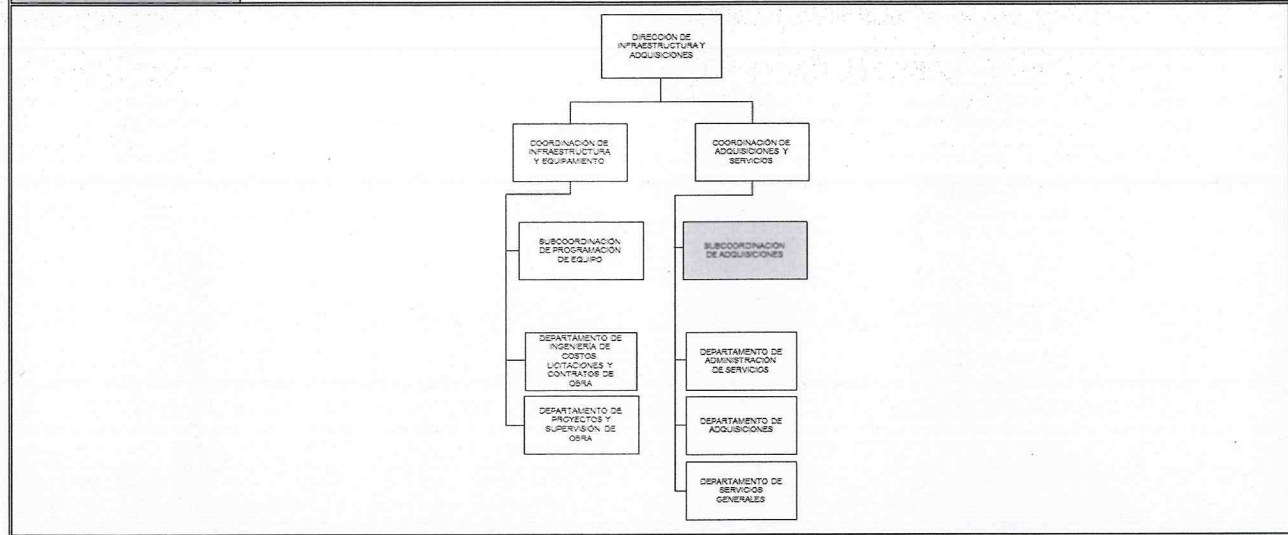 DIRECCIÓN DE
INFRAESTRUCTURA Y
ADQUISICIONES
COORDINACIÓN DE
INFRAESTRUCTURA
Y EQUIPAMIENTO
COORDINACIÓN DE
ADQUISICIONES Y
SERVICIOS
SUBCOORDINACIÓN
DE PROGRAMACIÓN
DE EQUIPO
SUBCOORDINACIÓN
DE ADQUISICIONES
DEPARTAMENTO DE
INGENIERÍA DE
COSTOS,
LICITACIONES Y
CONTRATOS DE
OBRA
DEPARTAMENTO DE
ADMINISTRACIÓN
DE SERVICIOS
DEPARTAMENTO DE
PROYECTOS Y
SUPERVISIÓN DE
OBRA
DEPARTAMENTO DE
ADQUISICIONES
DEPARTAMENTO DE
SERVICIOS
GENERALES